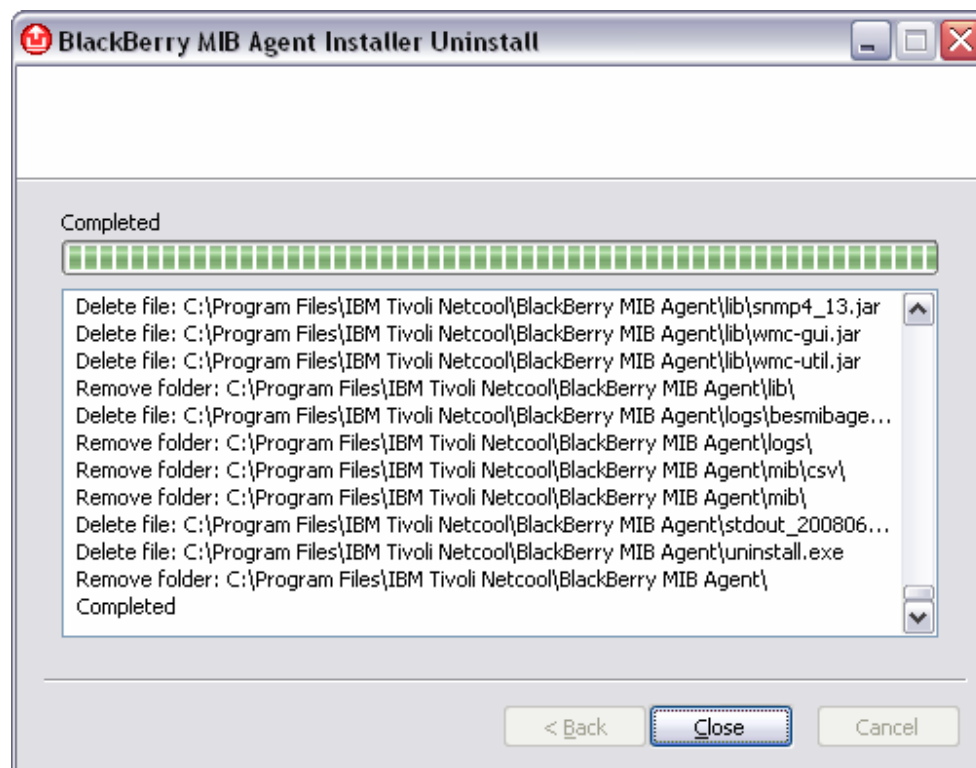 BlackBerry MIB Agent Installer Uninstall
Completed
Delete file: C:\Program Files\IBM Tivoli Netcool\BlackBerry MIB Agent\lib\snmp4_13.jar
Delete file: C:\Program Files\IBM Tivoli Netcool\BlackBerry MIB Agent\lib\wmc-gui.jar
Delete file: C:\Program Files\IBM Tivoli Netcool\BlackBerry MIB Agent\lib\wmc-util.jar
Remove folder: C:\Program Files\IBM Tivoli Netcool\BlackBerry MIB Agent\lib\
Delete file: C:\Program Files\IBM Tivoli Netcool\BlackBerry MIB Agent\logs\besmibage...
Remove folder: C:\Program Files\IBM Tivoli Netcool\BlackBerry MIB Agent\logs\
Remove folder: C:\Program Files\IBM Tivoli Netcool\BlackBerry MIB Agent\mib\csv\
Remove folder: C:\Program Files\IBM Tivoli Netcool\BlackBerry MIB Agent\mib\
Delete file: C:\Program Files\IBM Tivoli Netcool\BlackBerry MIB Agent\stdout_200806...
Delete file: C:\Program Files\IBM Tivoli Netcool\BlackBerry MIB Agent\uninstall.exe
Remove folder: C:\Program Files\IBM Tivoli Netcool\BlackBerry MIB Agent\
Completed
< Back
Close
Cancel